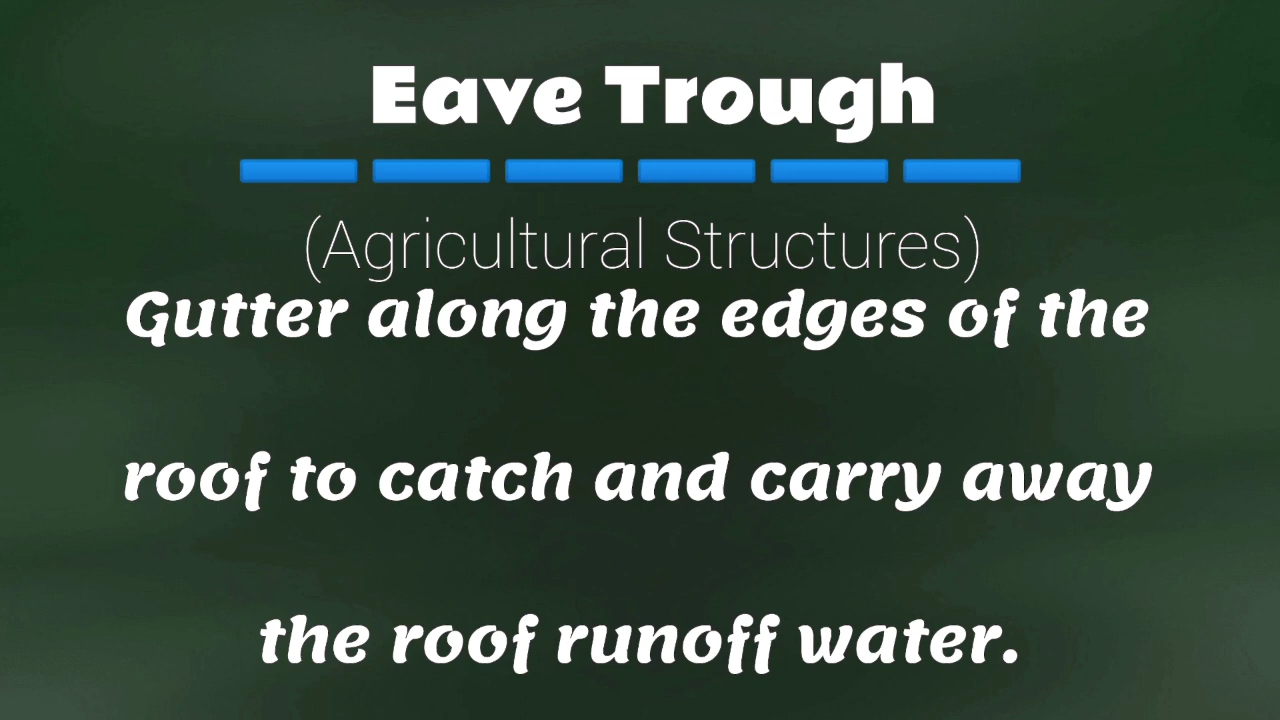 Eave Trough
(Agricultural Structures)
Gutter along the edges of the
roof to catch and carry away
the roof runoff water.